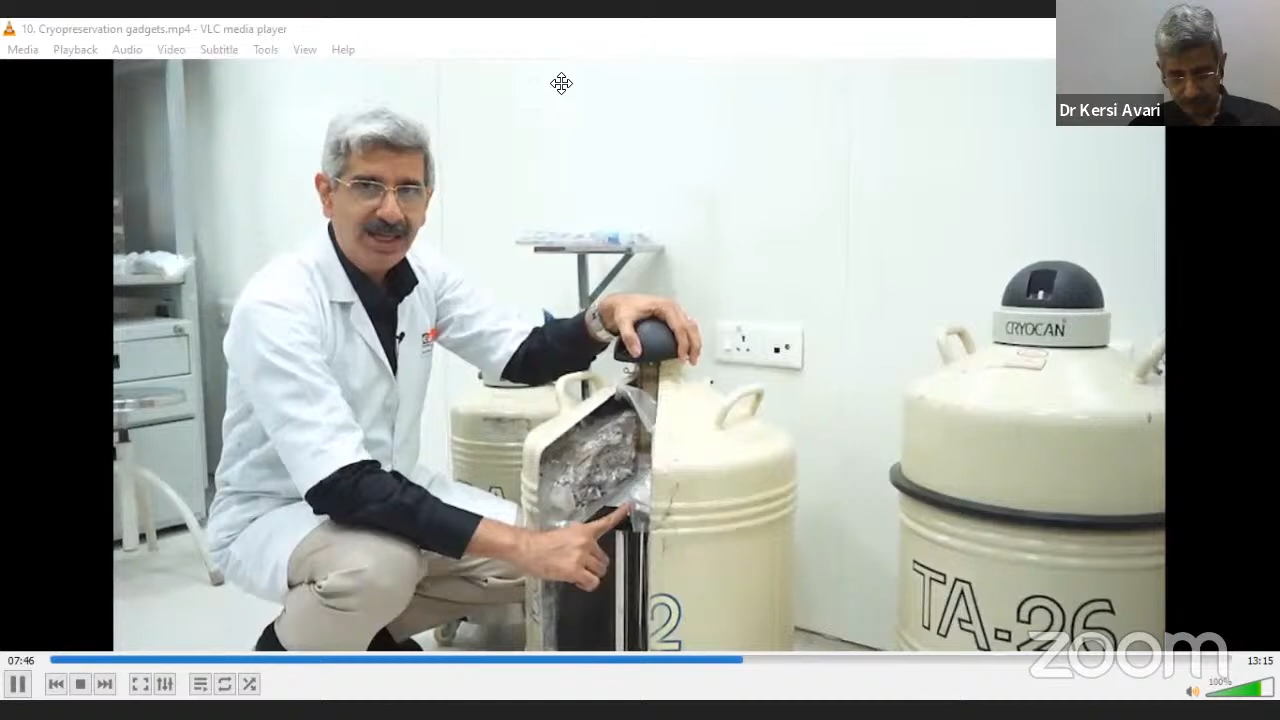 10. Cryopreservation gadgets.mp4 - VLC media player
Media Playback Audio Video Subtitle Tools View Help
Dr Kersi Avari
CRYOCAN
TA-26
2
zoom
07:46
13:15
100%